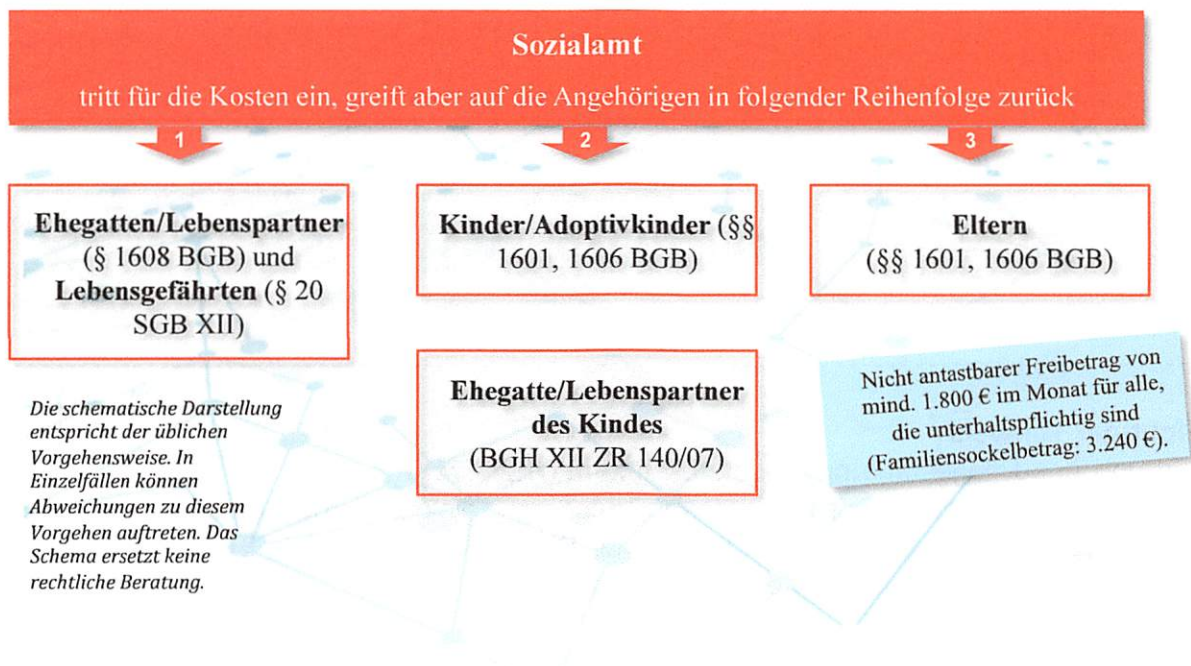 Sozialamt
tritt für die Kosten ein, greift aber auf die Angehörigen in folgender Reihenfolge zurück
1
2
3
Ehegatten/Lebenspartner
(§ 1608 BGB) und
Lebensgefährten (§ 20
SGB XII)
Kinder/Adoptivkinder (§§
1601, 1606 BGB)
Eltern
(§§ 1601, 1606 BGB)
Ehegatte/Lebenspartner
des Kindes
(BGH XII ZR 140/07)
Nicht antastbarer Freibetrag von
mind. 1.800 € im Monat für alle,
die unterhaltspflichtig sind
(Familiensockelbetrag: 3.240 €).
Die schematische Darstellung
entspricht der üblichen
Vorgehensweise. In
Einzelfällen können
Abweichungen zu diesem
Vorgehen auftreten. Das
Schema ersetzt keine
rechtliche Beratung.